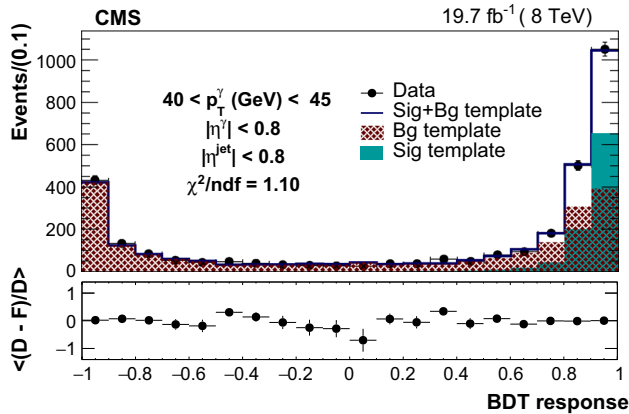 CMS 19.7 fb⁻¹ ( 8 TeV)
Events/(0.1)
1000
800
600
400
200
0
40 < p_T^γ (GeV) < 45
|η^γ| < 0.8
|η^jet| < 0.8
χ²/ndf = 1.10
Data
Sig+Bg template
Bg template
Sig template
<(D - F)/D>
1
0
−1
−1 −0.8 −0.6 −0.4 −0.2 0 0.2 0.4 0.6 0.8 1
BDT response